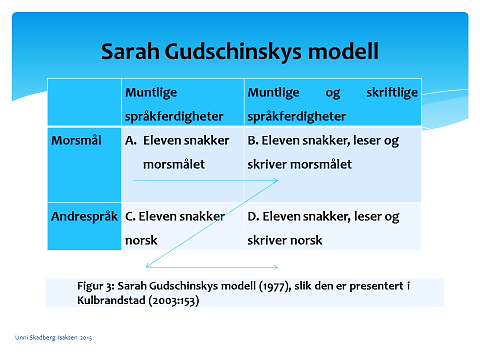 Sarah Gudschinskys modell
Muntlige
språkferdigheter
Muntlige og skriftlige
språkferdigheter
Morsmål
A. Eleven snakker
morsmålet
B. Eleven snakker, leser og
skriver morsmålet
Andrespråk
C. Eleven snakker
norsk
D. Eleven snakker, leser og
skriver norsk
Figur 3: Sarah Gudschinskys modell (1977), slik den er presentert i
Kulbrandstad (2003:153)
Unni Skadberg Isaksen 2015